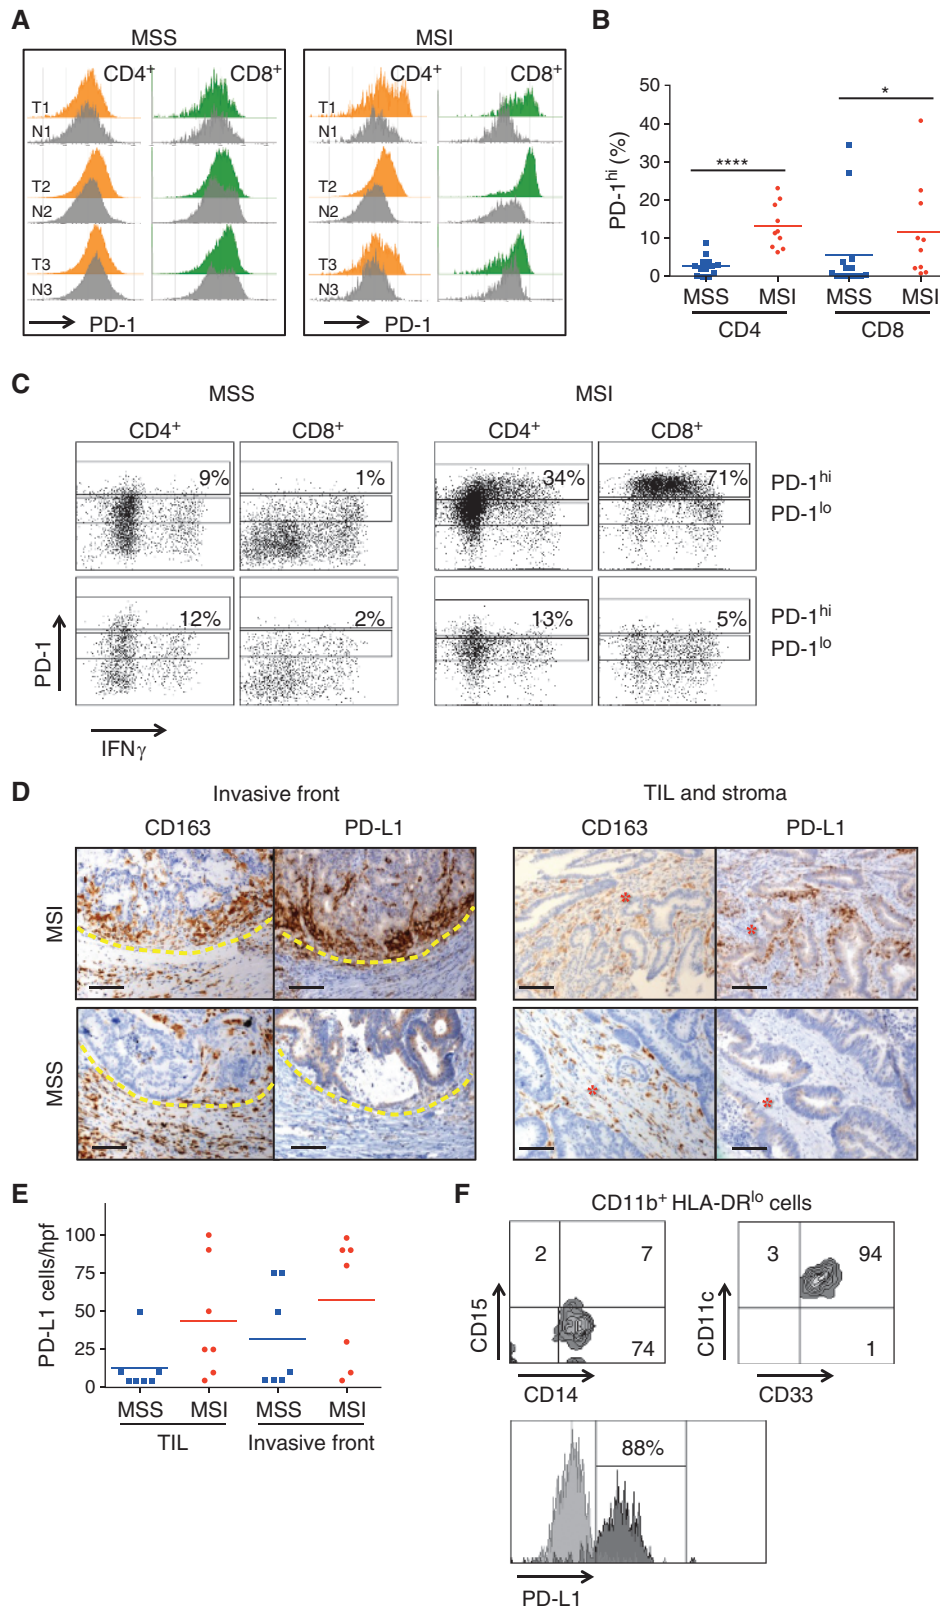 A
MSS
MSI
CD4+ CD8+
CD4+ CD8+
T1
N1
T2
N2
T3
N3
T1
N1
T2
N2
T3
N3
PD-1
PD-1
B
PD-1hi (%)
50
40
30
20
10
0
****
*
MSS MSI MSS MSI
CD4 CD8
C
MSS MSI
CD4+ CD8+ CD4+ CD8+
9% 1% 34% 71% PD-1hi
PD-1lo
12% 2% 13% 5% PD-1hi
PD-1lo
PD-1
IFNγ
D
Invasive front TIL and stroma
CD163 PD-L1 CD163 PD-L1
MSI
* *
MSS
* *
E
PD-L1 cells/hpf
100
75
50
25
0
MSS MSI MSS MSI
TIL Invasive front
F
CD11b+ HLA-DRlo cells
2 7
74
CD15
CD14
3 94
1
CD11c
CD33
88%
PD-L1